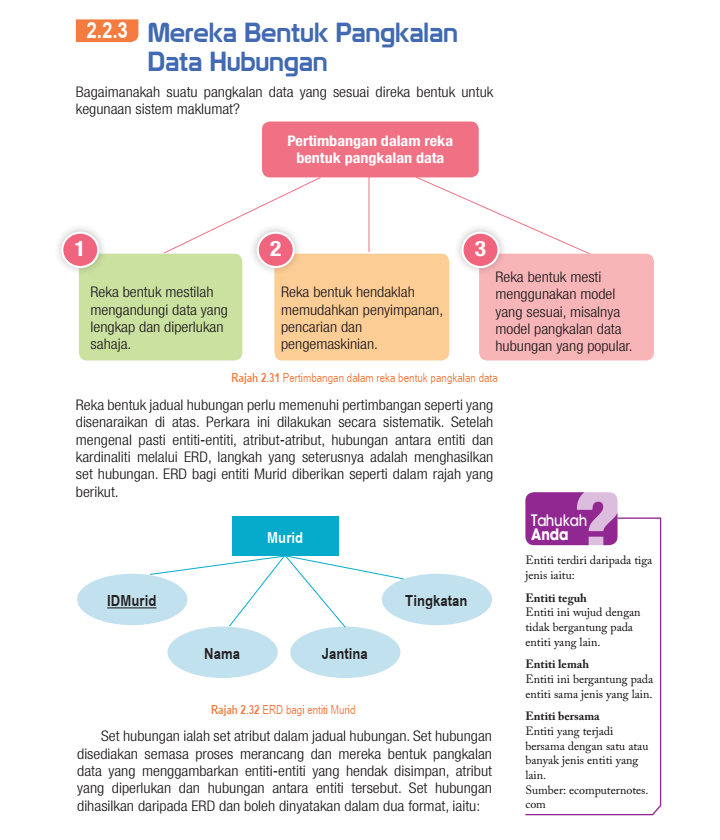 2.2.3 Mereka Bentuk Pangkalan
Data Hubungan
Bagaimanakah suatu pangkalan data yang sesuai direka bentuk untuk
kegunaan sistem maklumat?
Pertimbangan dalam reka
bentuk pangkalan data
1
Reka bentuk mestilah
mengandungi data yang
lengkap dan diperlukan
sahaja.
2
Reka bentuk hendaklah
memudahkan penyimpanan,
pencarian dan
pengemaskinian.
3
Reka bentuk mesti
menggunakan model
yang sesuai, misalnya
model pangkalan data
hubungan yang popular.
Rajah 2.31 Pertimbangan dalam reka bentuk pangkalan data
Reka bentuk jadual hubungan perlu memenuhi pertimbangan seperti yang
disenaraikan di atas. Perkara ini dilakukan secara sistematik. Setelah
mengenal pasti entiti-entiti, atribut-atribut, hubungan antara entiti dan
kardinaliti melalui ERD, langkah yang seterusnya adalah menghasilkan
set hubungan. ERD bagi entiti Murid diberikan seperti dalam rajah yang
berikut.
Murid
IDMurid
Tingkatan
Nama
Jantina
Rajah 2.32 ERD bagi entiti Murid
Set hubungan ialah set atribut dalam jadual hubungan. Set hubungan
disediakan semasa proses merancang dan mereka bentuk pangkalan
data yang menggambarkan entiti-entiti yang hendak disimpan, atribut
yang diperlukan dan hubungan antara entiti tersebut. Set hubungan
dihasilkan daripada ERD dan boleh dinyatakan dalam dua format, iaitu:
Tahukah
Anda ?
Entiti terdiri daripada tiga
jenis iaitu:
Entiti teguh
Entiti ini wujud dengan
tidak bergantung pada
entiti yang lain.
Entiti lemah
Entiti ini bergantung pada
entiti sama jenis yang lain.
Entiti bersama
Entiti yang terjadi
bersama dengan satu atau
banyak jenis entiti yang
lain.
Sumber: ecomputernotes.
com